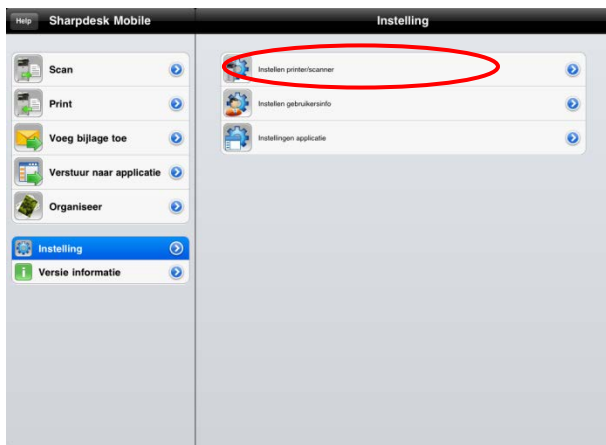 Help Sharpdesk Mobile
Scan
Print
Voeg bijlage toe
Verstuur naar applicatie
Organiseer
Instelling
Versie informatie
Instelling
Instellen printer/scanner
Instellen gebruikersinfo
Instellingen applicatie